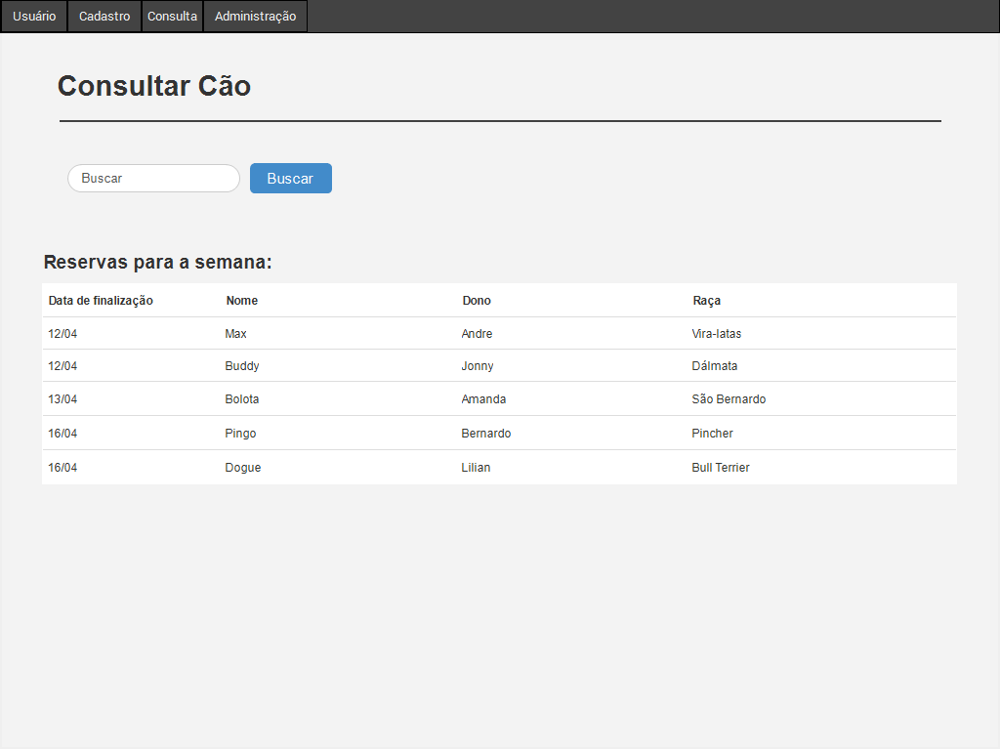 Usuário Cadastro Consulta Administração
Consultar Cão
Buscar Buscar
Reservas para a semana:
Data de finalização Nome Dono Raça
12/04 Max Andre Vira-latas
12/04 Buddy Jonny Dálmata
13/04 Bolota Amanda São Bernardo
16/04 Pingo Bernardo Pincher
16/04 Dogue Lilian Bull Terrier